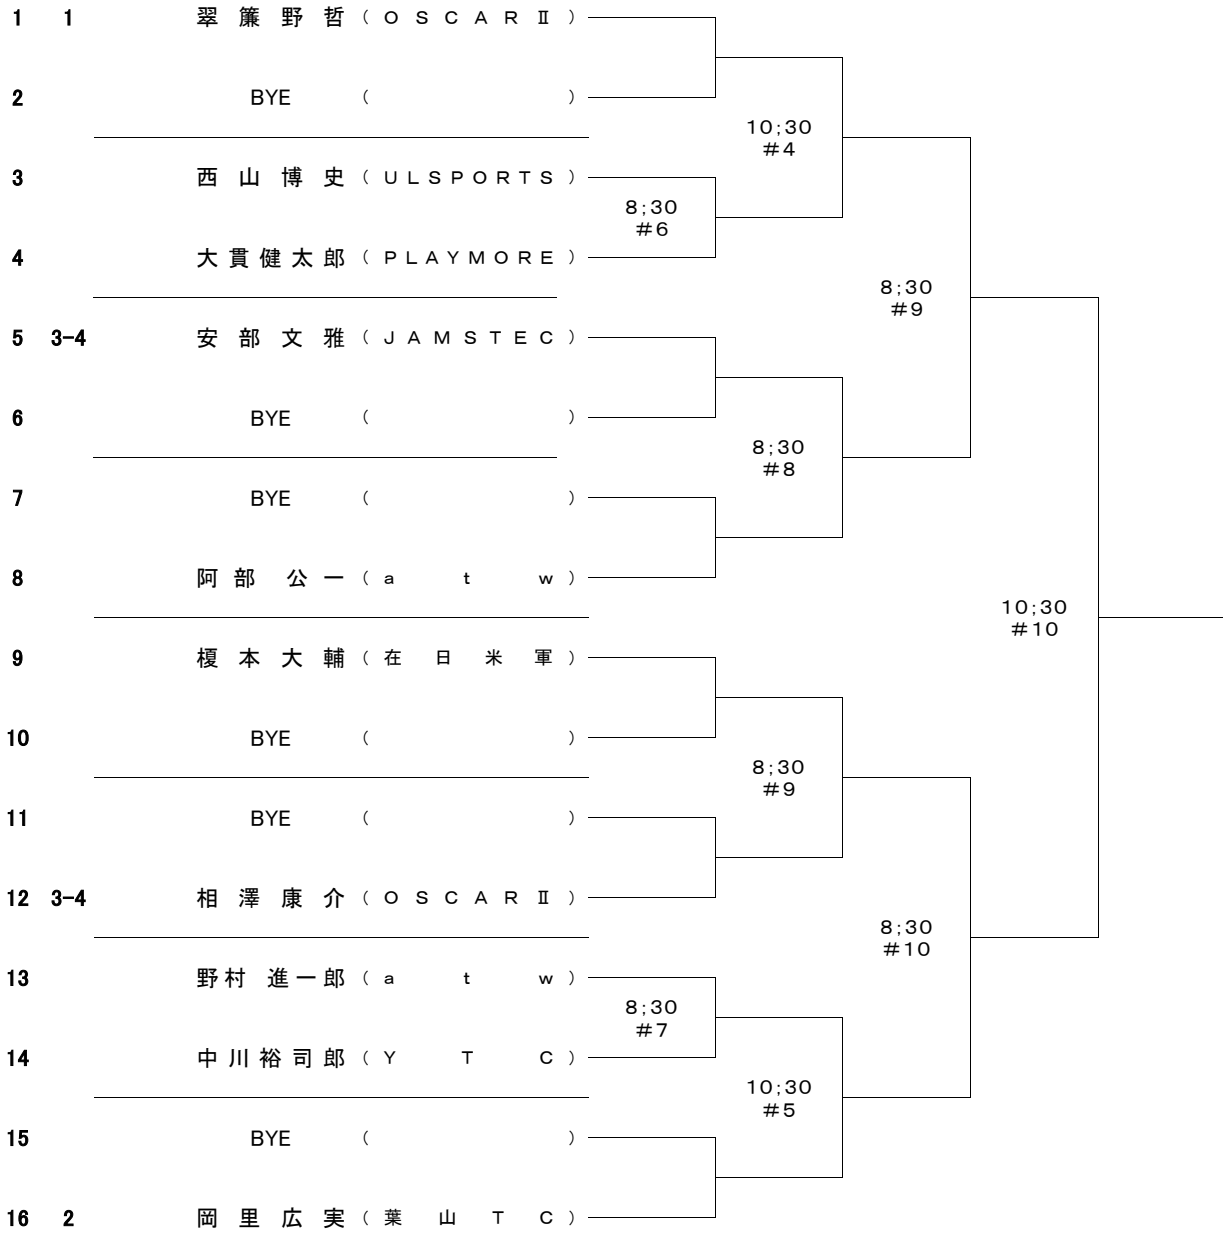 1 1 翠簾野哲 (OSCARⅡ)
2 BYE ( )
10;30
#4
3 西山博史 (ULSPORTS)
8;30
#6
4 大貫健太郎 (PLAYMORE)
8;30
#9
5 3-4 安部文雅 (JAMSTEC)
6 BYE ( )
8;30
#8
7 BYE ( )
8 阿部 公一 (atw)
10;30
#10
9 榎本大輔 (在日米軍)
10 BYE ( )
8;30
#9
11 BYE ( )
12 3-4 相澤康介 (OSCARⅡ)
8;30
#10
13 野村 進一郎 (atw)
8;30
#7
14 中川裕司郎 (YTC)
10;30
#5
15 BYE ( )
16 2 岡里広実 (葉山TC)